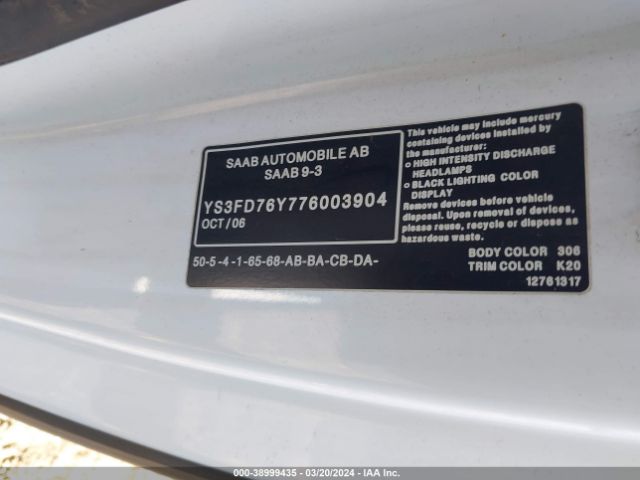 SAAB AUTOMOBILE AB
SAAB 9-3
YS3FD76Y776003904
OCT/06
50-5-4-1-65-68-AB-BA-CB-DA-
This vehicle may include mercury
containing devices installed by
the manufacturer:
○ HIGH INTENSITY DISCHARGE
HEADLAMPS
○ BLACK LIGHTING COLOR
DISPLAY
Remove devices before vehicle
disposal. Upon removal of devices,
please reuse, recycle or dispose as
hazardous waste.
BODY COLOR 306
TRIM COLOR K20
12761317
000-38999435 - 03/20/2024 - IAA Inc.